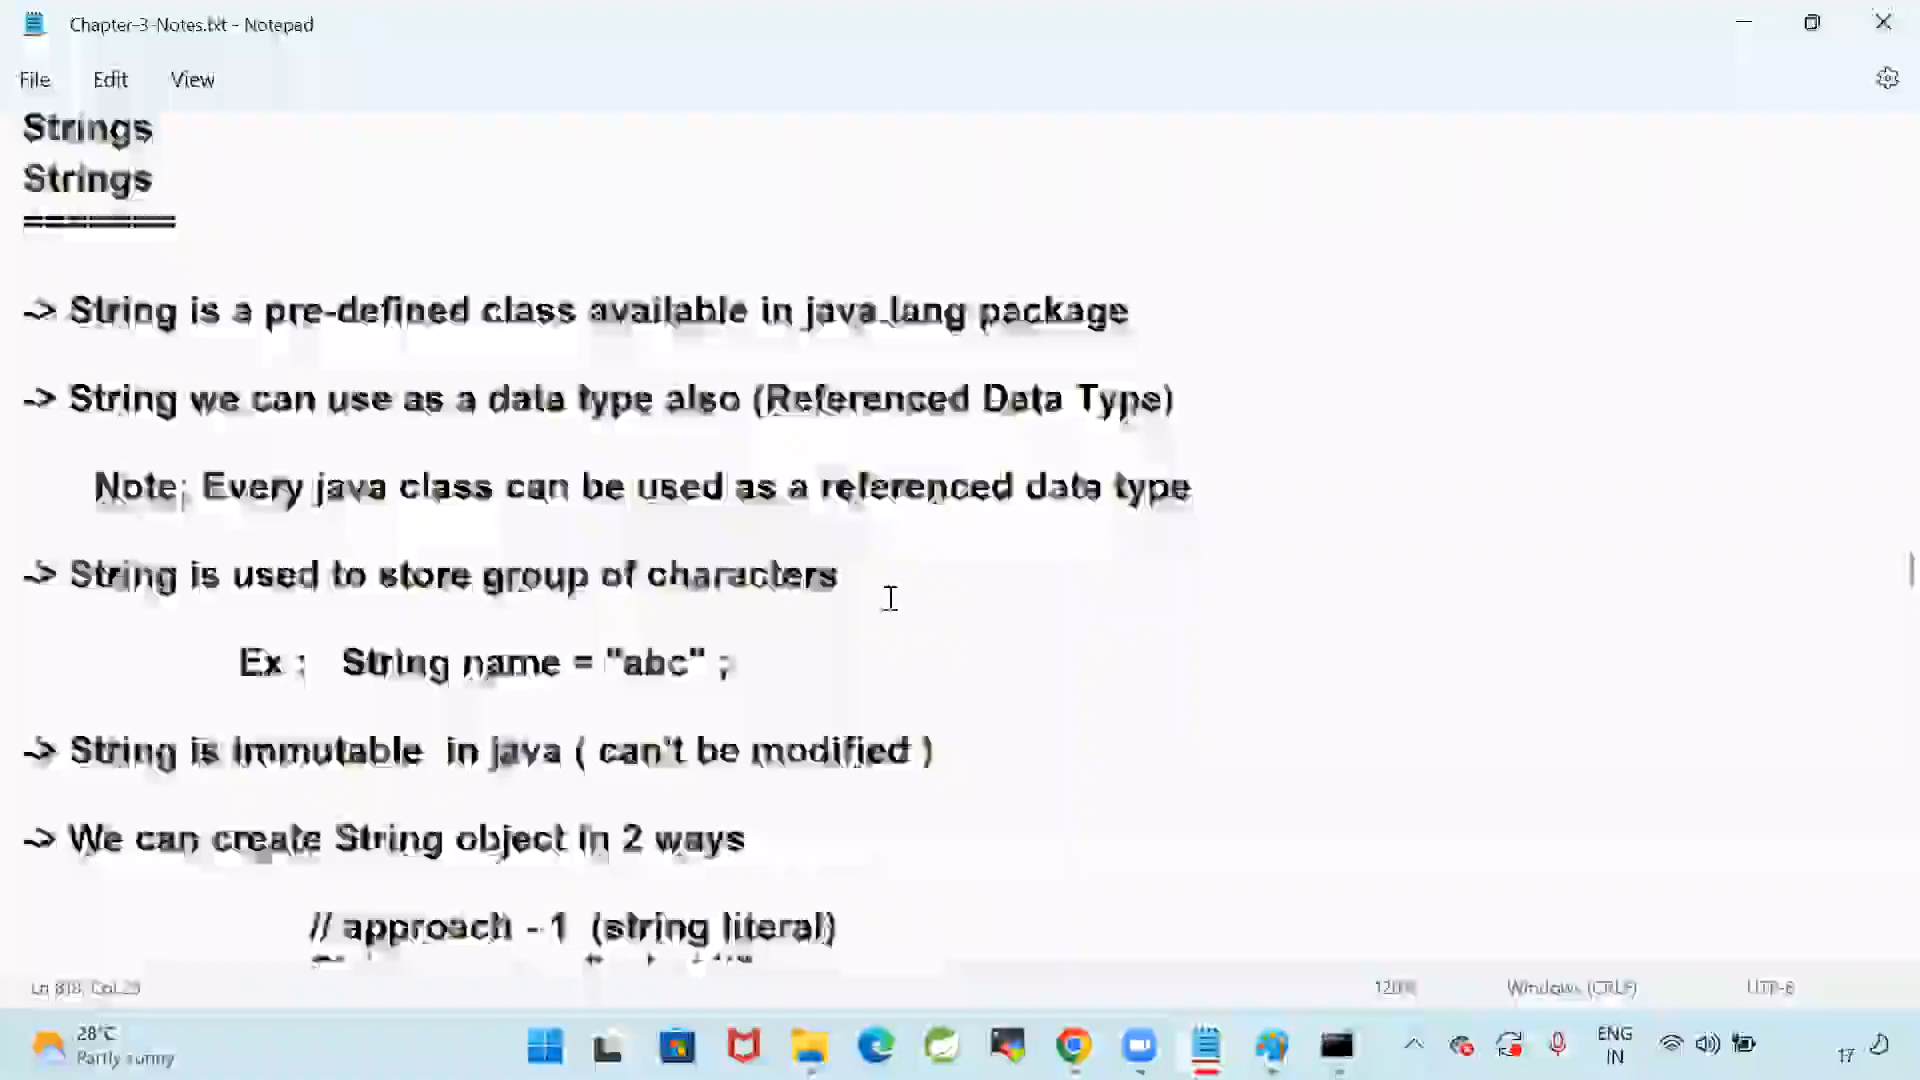 Chapter-3-Notes.txt - Notepad
File Edit View
Strings
Strings
=======
-> String is a pre-defined class available in java.lang package
-> String we can use as a data type also (Referenced Data Type)
Note: Every java class can be used as a referenced data type
-> String is used to store group of characters
Ex : String name = "abc" ;
-> String is immutable in java ( can't be modified )
-> We can create String object in 2 ways
// approach - 1 (string literal)
120% Windows (CRLF) UTF-8
28°C
Partly sunny
ENG
IN
17